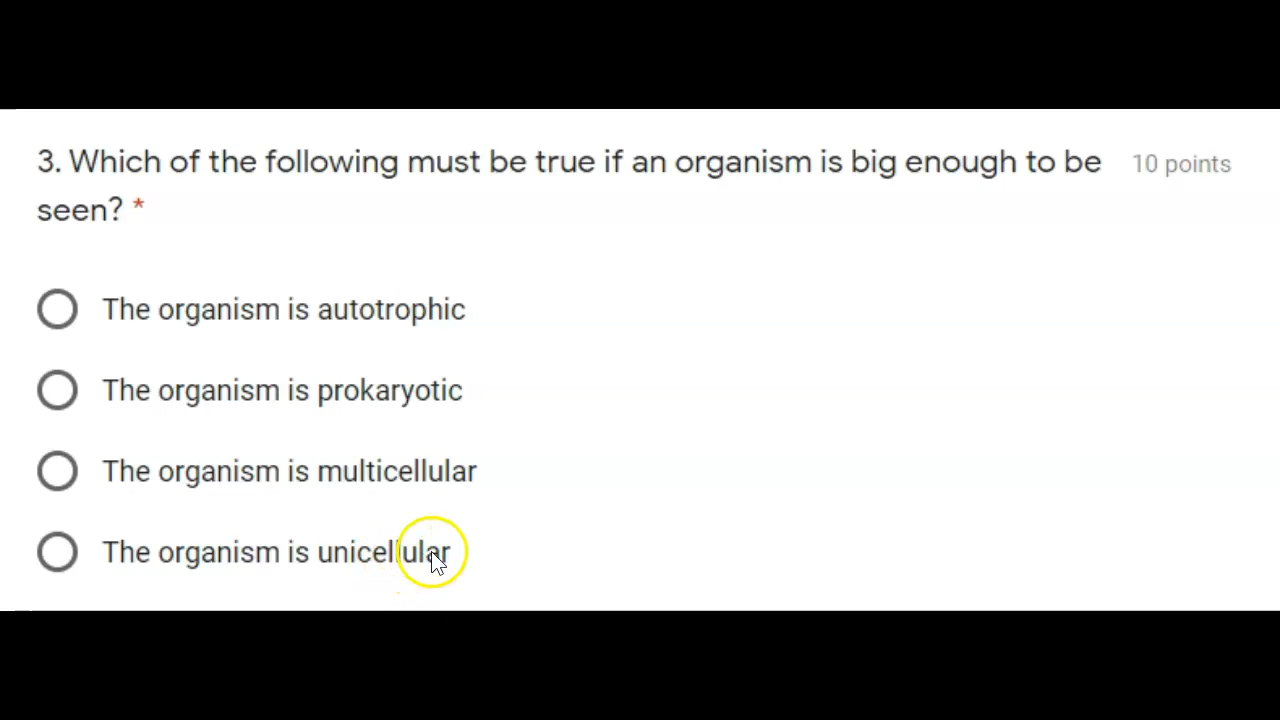 3. Which of the following must be true if an organism is big enough to be 10 points
seen? *
The organism is autotrophic
The organism is prokaryotic
The organism is multicellular
The organism is unicellular